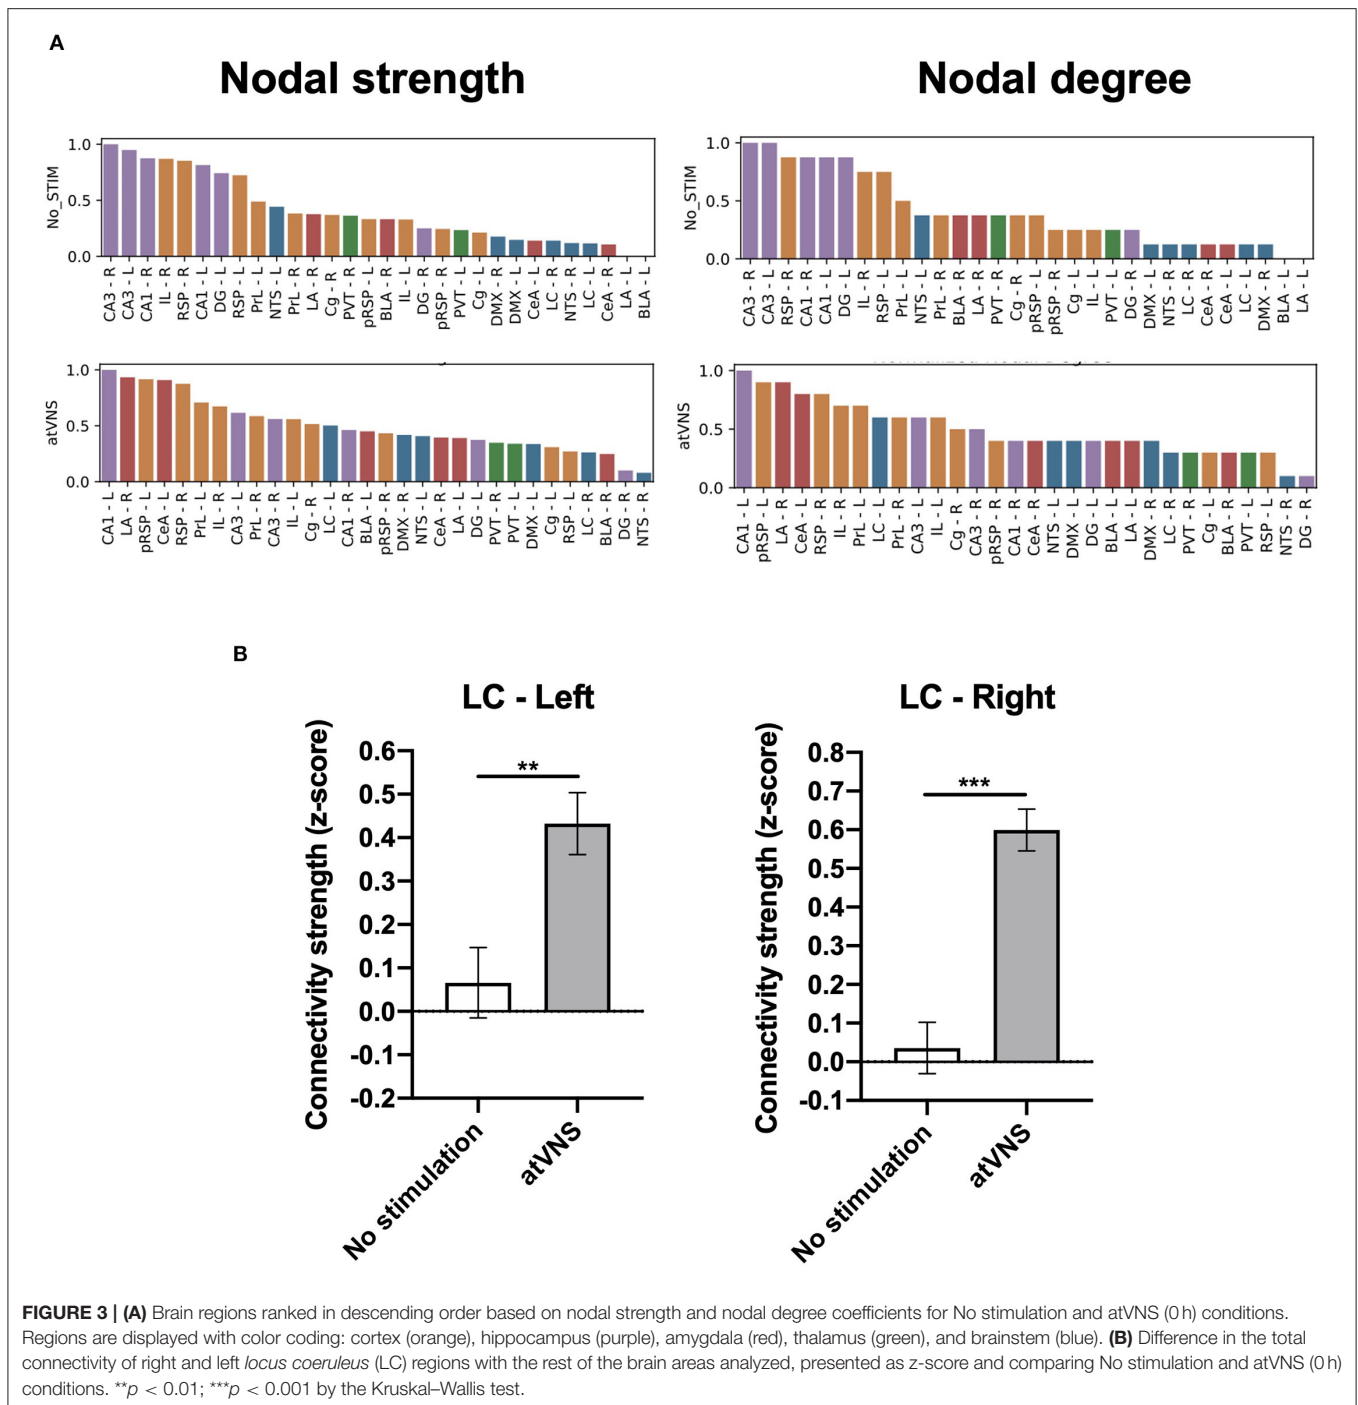 A
Nodal strength
Nodal degree
No_STIM
1.0
0.5
0.0
CA3 - R
CA3 - L
CA1 - R
IL - R
RSP - R
CA1 - L
DG - L
RSP - L
PrL - L
NTS - L
PrL - R
LA - R
Cg - R
PVT - R
pRSP - L
BLA - R
IL - L
DG - R
pRSP - R
PVT - L
Cg - L
DMX - R
DMX - L
CeA - L
LC - R
NTS - R
LC - L
CeA - R
LA - L
BLA - L
No_STIM
1.0
0.5
0.0
CA3 - R
CA3 - L
RSP - R
CA1 - R
CA1 - L
DG - L
IL - R
RSP - L
PrL - R
NTS - L
PrL - R
BLA - R
LA - R
PVT - R
Cg - R
pRSP - L
pRSP - R
Cg - L
IL - L
PVT - L
DG - R
DMX - L
NTS - R
LC - R
CeA - R
CeA - L
LC - L
DMX - R
BLA - L
LA - L
atVNS
1.0
0.5
0.0
CA1 - L
LA - R
pRSP - L
CeA - L
RSP - R
PrL - L
IL - R
CA3 - L
PrL - R
CA3 - R
IL - L
Cg - R
LC - L
CA1 - R
BLA - L
pRSP - R
DMX - R
NTS - L
CeA - R
LA - L
DG - L
PVT - R
PVT - L
DMX - L
Cg - L
RSP - L
LC - R
BLA - R
DG - R
NTS - R
atVNS
1.0
0.5
0.0
CA1 - L
pRSP - L
LA - R
CeA - L
RSP - R
IL - R
PrL - L
LC - L
PrL - R
CA3 - L
IL - L
Cg - R
CA3 - R
pRSP - R
CA1 - R
CeA - R
NTS - L
DMX - L
DG - L
BLA - L
LA - L
DMX - R
LC - R
PVT - R
Cg - L
BLA - R
PVT - L
RSP - L
NTS - R
DG - R
B
LC - Left
Connectivity strength (z-score)
0.6
0.5
0.4
0.3
0.2
0.1
0.0
-0.1
-0.2
**
No stimulation
atVNS
LC - Right
Connectivity strength (z-score)
0.8
0.7
0.6
0.5
0.4
0.3
0.2
0.1
0.0
-0.1
***
No stimulation
atVNS
FIGURE 3 | (A) Brain regions ranked in descending order based on nodal strength and nodal degree coefficients for No stimulation and atVNS (0 h) conditions.
Regions are displayed with color coding: cortex (orange), hippocampus (purple), amygdala (red), thalamus (green), and brainstem (blue). (B) Difference in the total
connectivity of right and left locus coeruleus (LC) regions with the rest of the brain areas analyzed, presented as z-score and comparing No stimulation and atVNS (0 h)
conditions. **p < 0.01; ***p < 0.001 by the Kruskal–Wallis test.